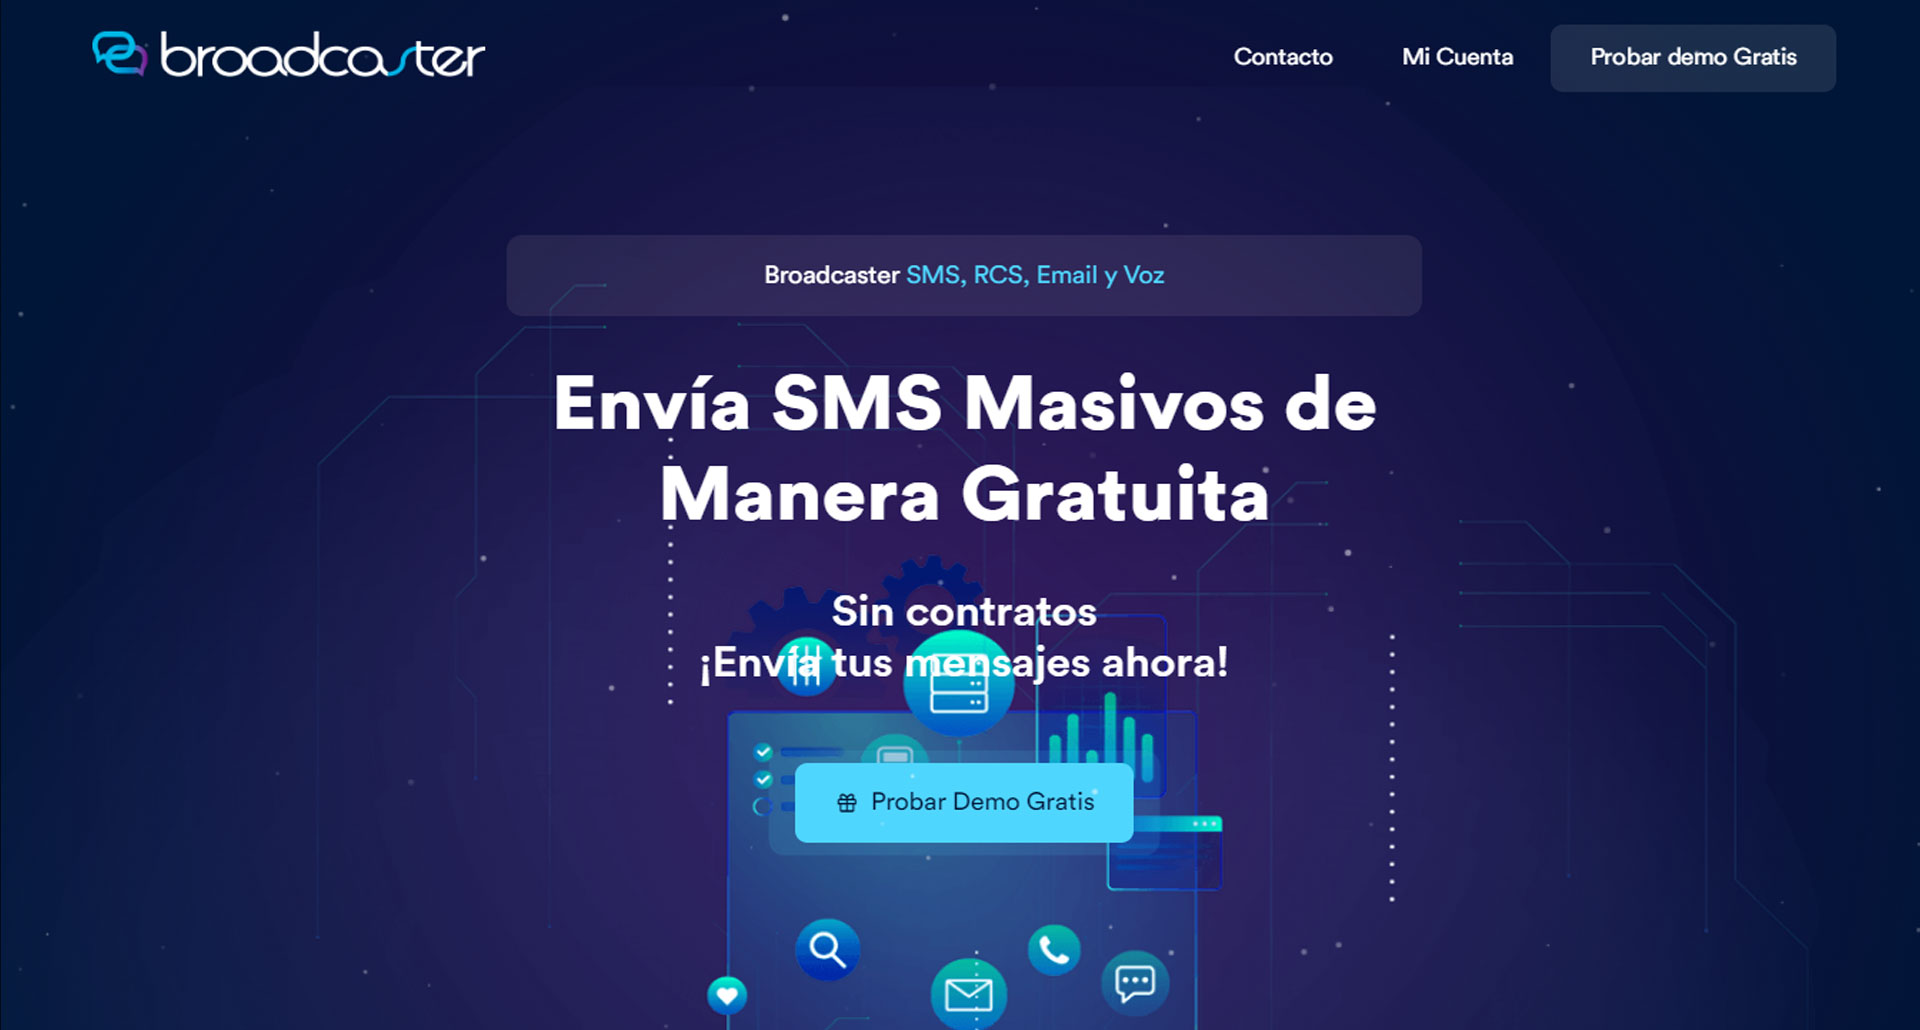 broadcaster
Contacto
Mi Cuenta
Probar demo Gratis
Broadcaster SMS, RCS, Email y Voz
Envía SMS Masivos de
Manera Gratuita
Sin contratos
¡Envía tus mensajes ahora!
Probar Demo Gratis